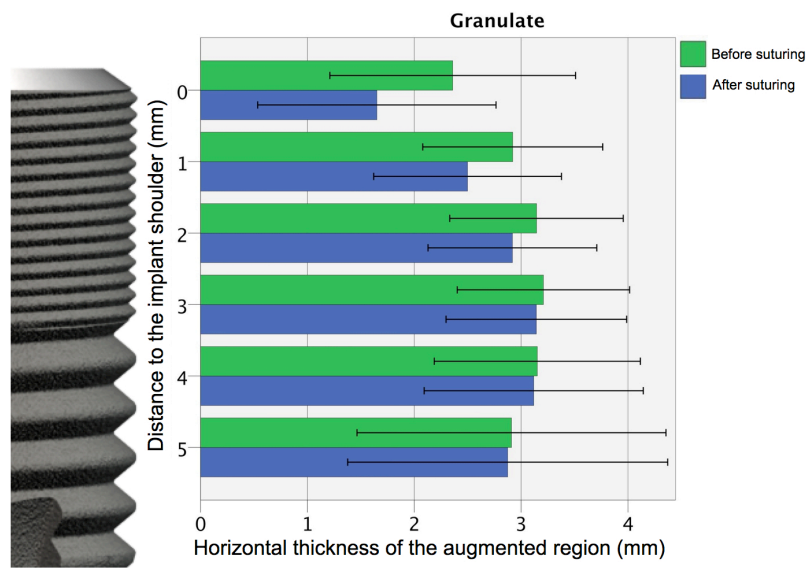 Granulate
Before suturing
After suturing
Distance to the implant shoulder (mm)
0
1
2
3
4
5
0 1 2 3 4
Horizontal thickness of the augmented region (mm)